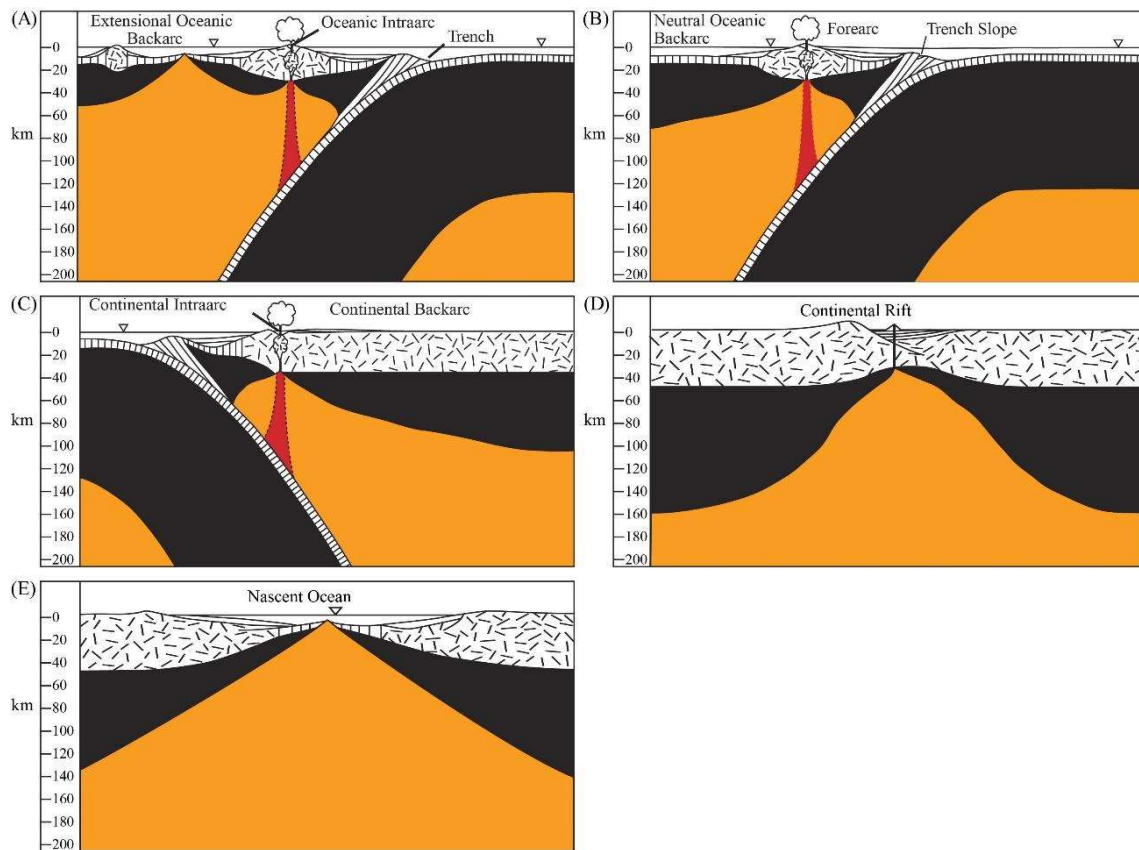 (A)
Extensional Oceanic
Backarc
Oceanic Intraarc
Trench
0
20
40
60
km
80
100
120
140
160
180
200
(B)
Neutral Oceanic
Backarc
Forearc
Trench Slope
0
20
40
60
km
80
100
120
140
160
180
200
(C)
Continental Intraarc
Continental Backarc
0
20
40
60
km
80
100
120
140
160
180
200
(D)
Continental Rift
0
20
40
60
km
80
100
120
140
160
180
200
(E)
Nascent Ocean
0
20
40
60
km
80
100
120
140
160
180
200